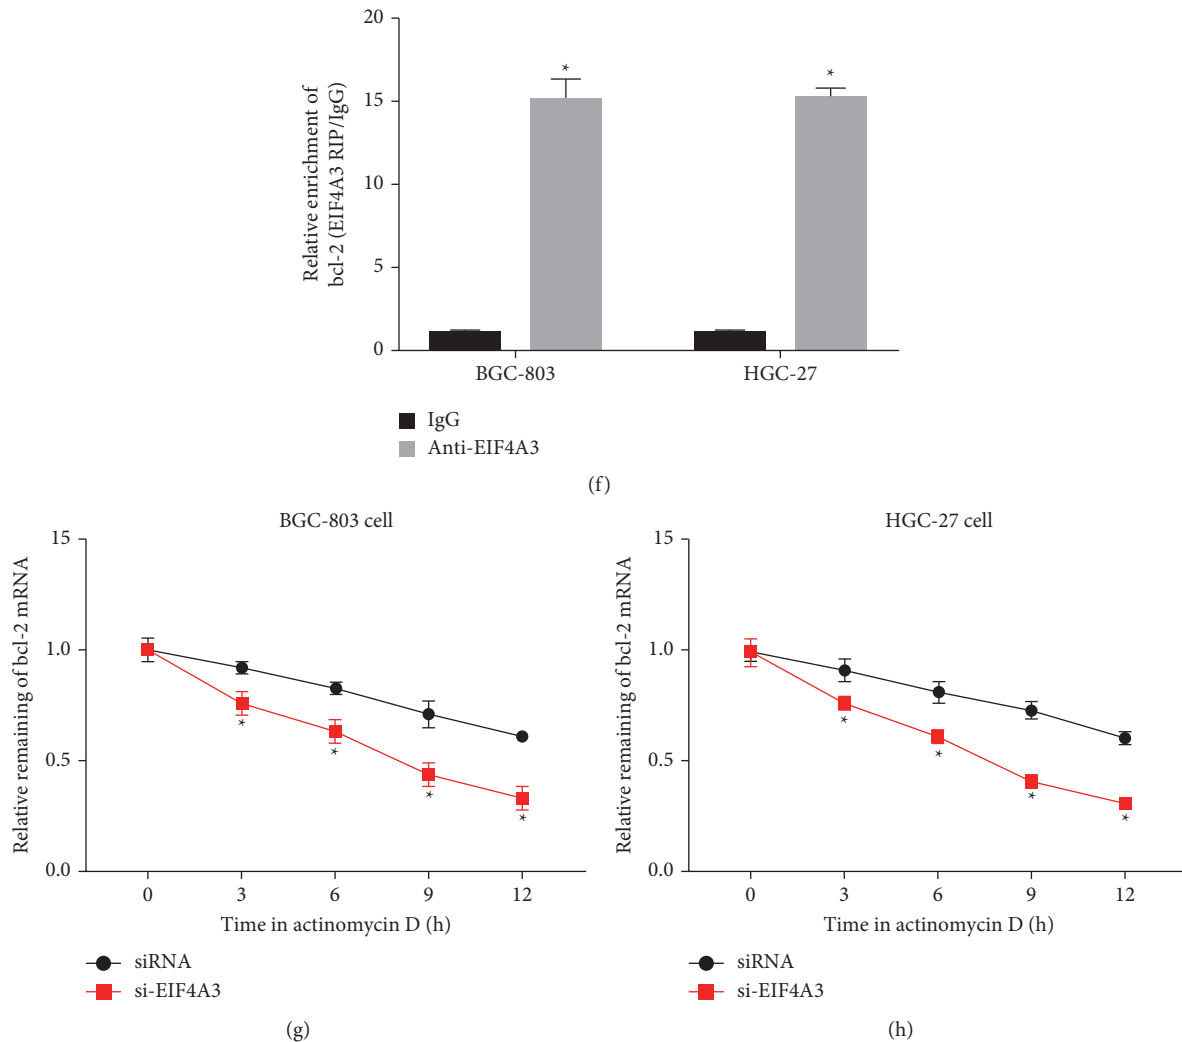 20
15
10
5
0
Relative enrichment of
bcl-2 (EIF4A3 RIP/IgG)
*
*
BGC-803
HGC-27
IgG
Anti-EIF4A3
(f)
BGC-803 cell
15
1.0
0.5
0.0
Relative remaining of bcl-2 mRNA
*
*
*
*
0 3 6 9 12
Time in actinomycin D (h)
siRNA
si-EIF4A3
(g)
HGC-27 cell
15
1.0
0.5
0.0
Relative remaining of bcl-2 mRNA
*
*
*
*
0 3 6 9 12
Time in actinomycin D (h)
siRNA
si-EIF4A3
(h)